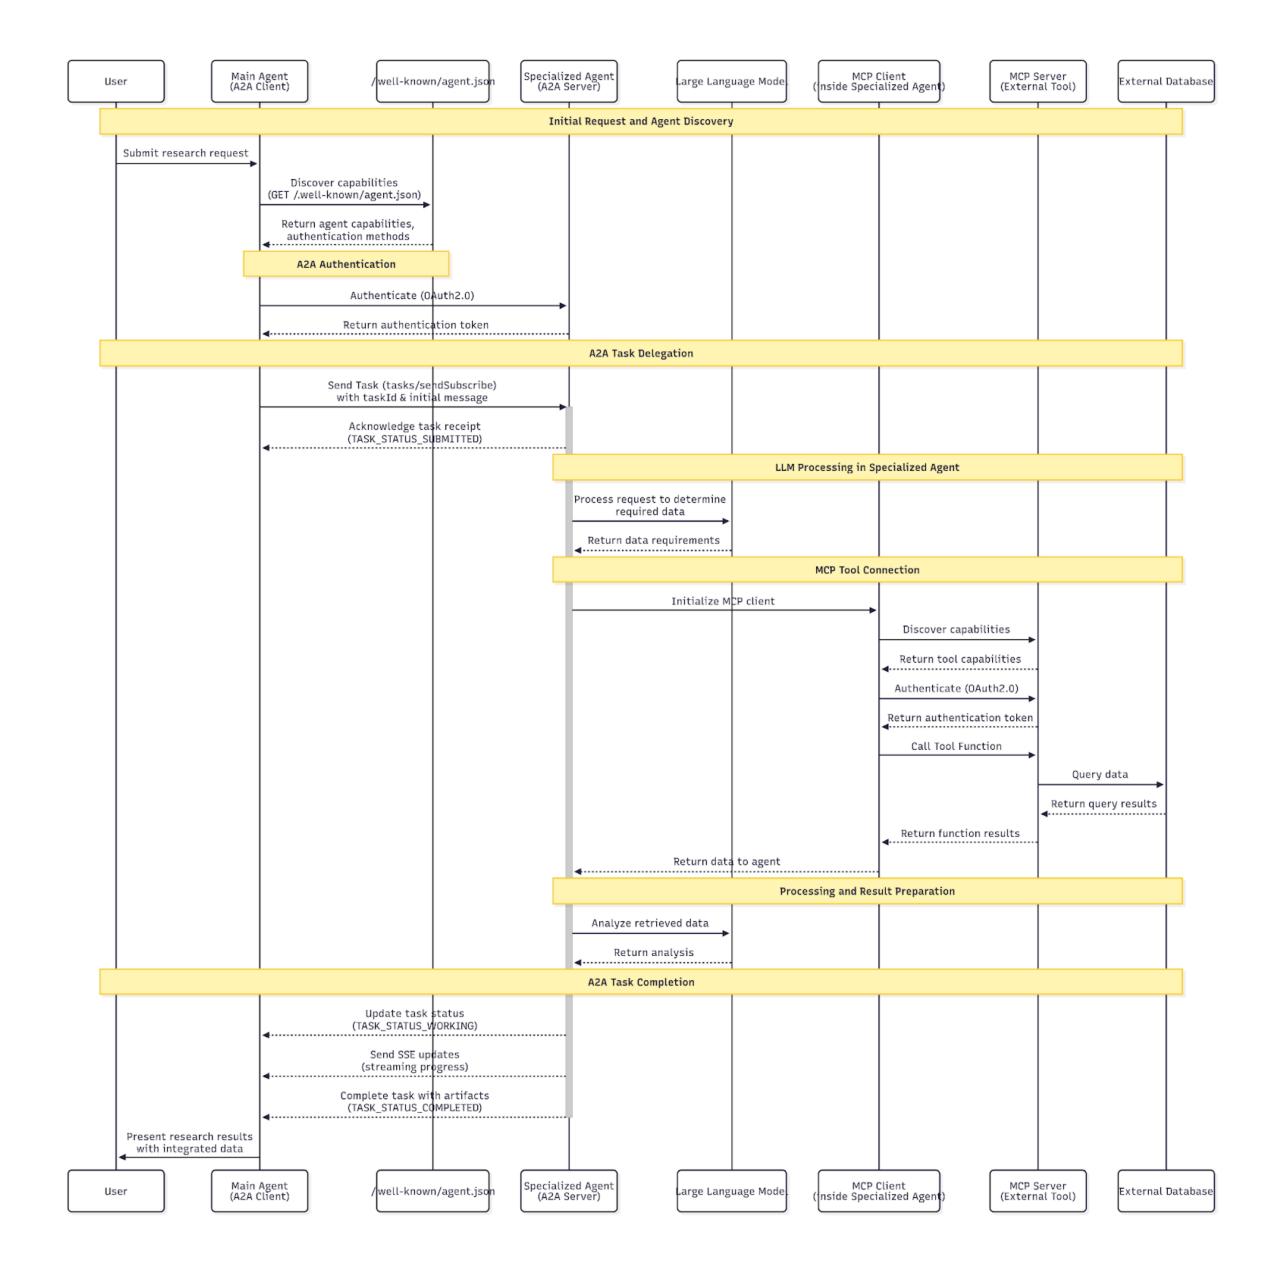 User
Main Agent
(A2A Client)
/well-known/agent.json
Specialized Agent
(A2A Server)
Large Language Mode
MCP Client
(Inside Specialized Agent)
MCP Server
(External Tool)
External Database
Initial Request and Agent Discovery
Submit research request
Discover capabilities
(GET /.well-known/agent.json)
Return agent capabilities,
authentication methods
A2A Authentication
Authenticate (OAuth2.0)
Return authentication token
A2A Task Delegation
Send Task (tasks/sendSubscribe)
with taskId & initial message
Acknowledge task receipt
(TASK_STATUS_SUBMITTED)
LLM Processing in Specialized Agent
Process request to determine
required data
Return data requirements
MCP Tool Connection
Initialize MCP client
Discover capabilities
Return tool capabilities
Authenticate (OAuth2.0)
Return authentication token
Call Tool Function
Query data
Return query results
Return function results
Return data to agent
Processing and Result Preparation
Analyze retrieved data
Return analysis
A2A Task Completion
Update task status
(TASK_STATUS_WORKING)
Send SSE updates
(streaming progress)
Complete task with artifacts
(TASK_STATUS_COMPLETED)
Present research results
with integrated data
User
Main Agent
(A2A Client)
/well-known/agent.json
Specialized Agent
(A2A Server)
Large Language Mode
MCP Client
(Inside Specialized Agent)
MCP Server
(External Tool)
External Database